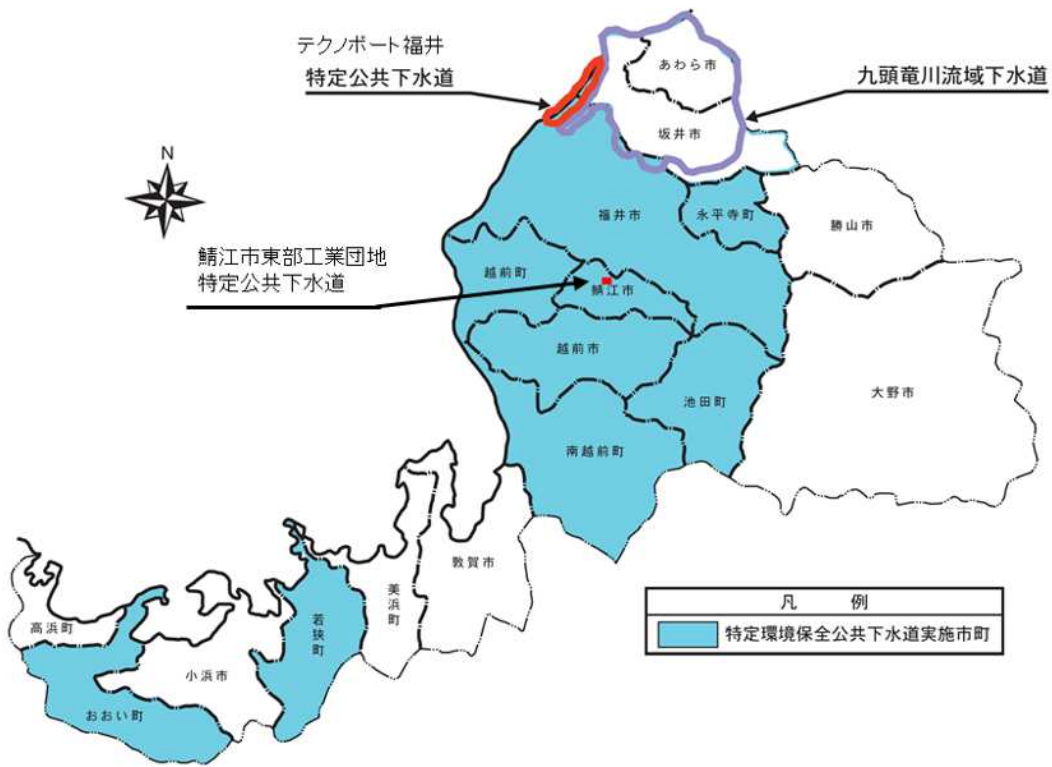 テクノポート福井
特定公共下水道
九頭竜川流域下水道
あわら市
坂井市
N
福井市
永平寺町
勝山市
鯖江市東部工業団地
特定公共下水道
越前町
鯖江市
越前市
大野市
池田町
南越前町
敦賀市
美浜町
若狭町
高浜町
小浜市
おおい町
凡 例
特定環境保全公共下水道実施市町